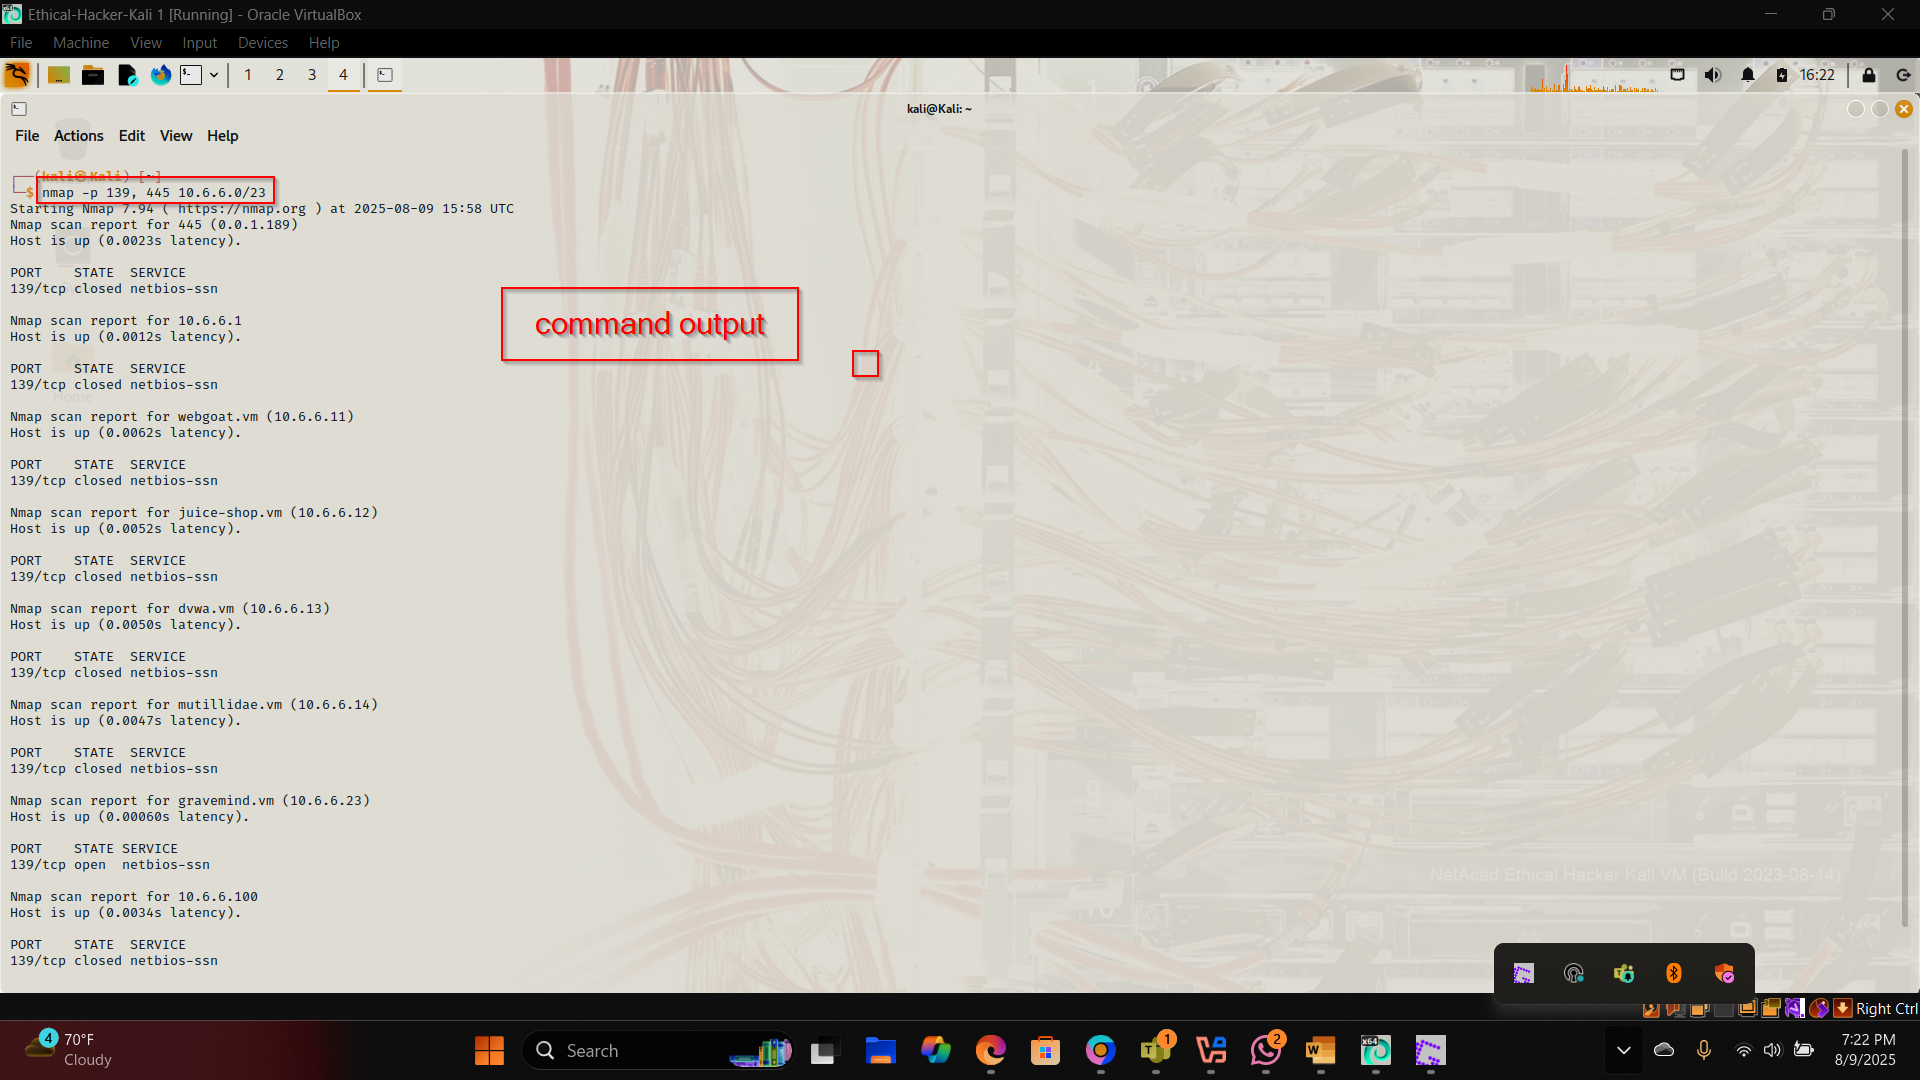 Ethical-Hacker-Kali 1 [Running] - Oracle VirtualBox
File Machine View Input Devices Help
1 2 3 4
16:22
kali@Kali: ~
File Actions Edit View Help
(kali㉿Kali) [~]
$ nmap -p 139, 445 10.6.6.0/23
Starting Nmap 7.94 ( https://nmap.org ) at 2025-08-09 15:58 UTC
Nmap scan report for 445 (0.0.1.189)
Host is up (0.0023s latency).
PORT STATE SERVICE
139/tcp closed netbios-ssn
Nmap scan report for 10.6.6.1
Host is up (0.0012s latency).
PORT STATE SERVICE
139/tcp closed netbios-ssn
Home
Nmap scan report for webgoat.vm (10.6.6.11)
Host is up (0.0062s latency).
PORT STATE SERVICE
139/tcp closed netbios-ssn
Nmap scan report for juice-shop.vm (10.6.6.12)
Host is up (0.0052s latency).
PORT STATE SERVICE
139/tcp closed netbios-ssn
Nmap scan report for dvwa.vm (10.6.6.13)
Host is up (0.0050s latency).
PORT STATE SERVICE
139/tcp closed netbios-ssn
Nmap scan report for mutillidae.vm (10.6.6.14)
Host is up (0.0047s latency).
PORT STATE SERVICE
139/tcp closed netbios-ssn
Nmap scan report for gravemind.vm (10.6.6.23)
Host is up (0.00060s latency).
PORT STATE SERVICE
139/tcp open netbios-ssn
Nmap scan report for 10.6.6.100
Host is up (0.0034s latency).
PORT STATE SERVICE
139/tcp closed netbios-ssn
command output
NetAcad Ethical Hacker Kali VM (Build 2023-08-14)
Right Ctrl
4
70°F
Cloudy
Search
1
2
x64
7:22 PM
8/9/2025